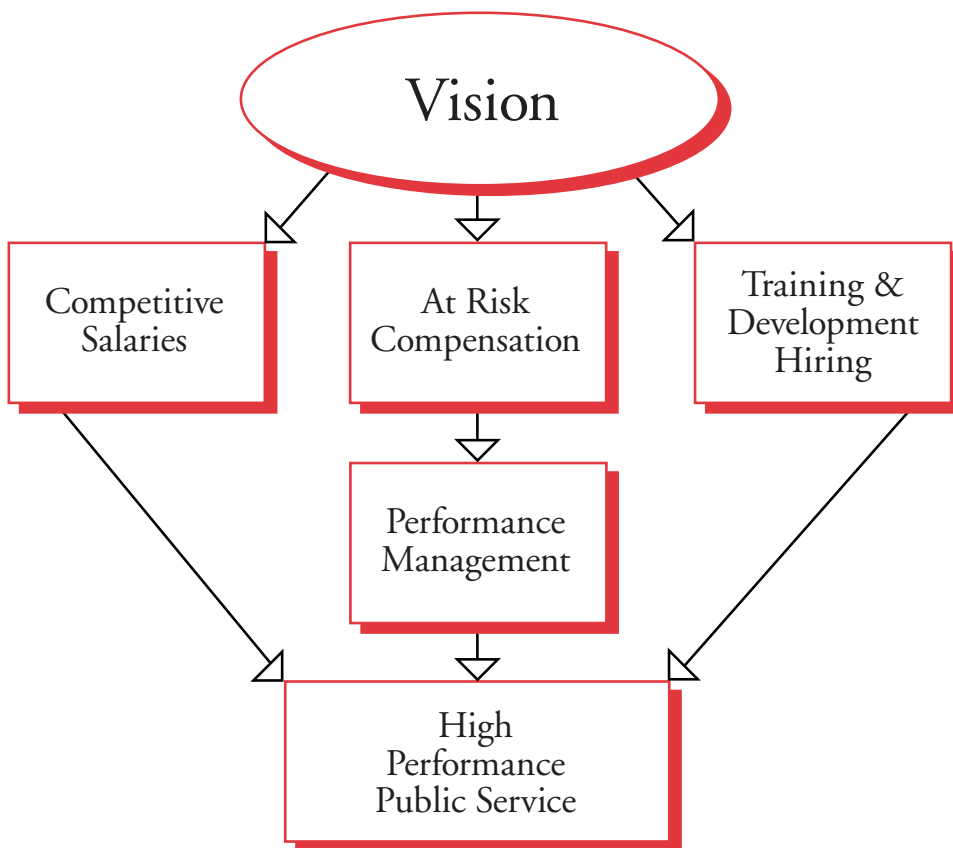 Vision
Competitive
Salaries
At Risk
Compensation
Training &
Development
Hiring
Performance
Management
High
Performance
Public Service